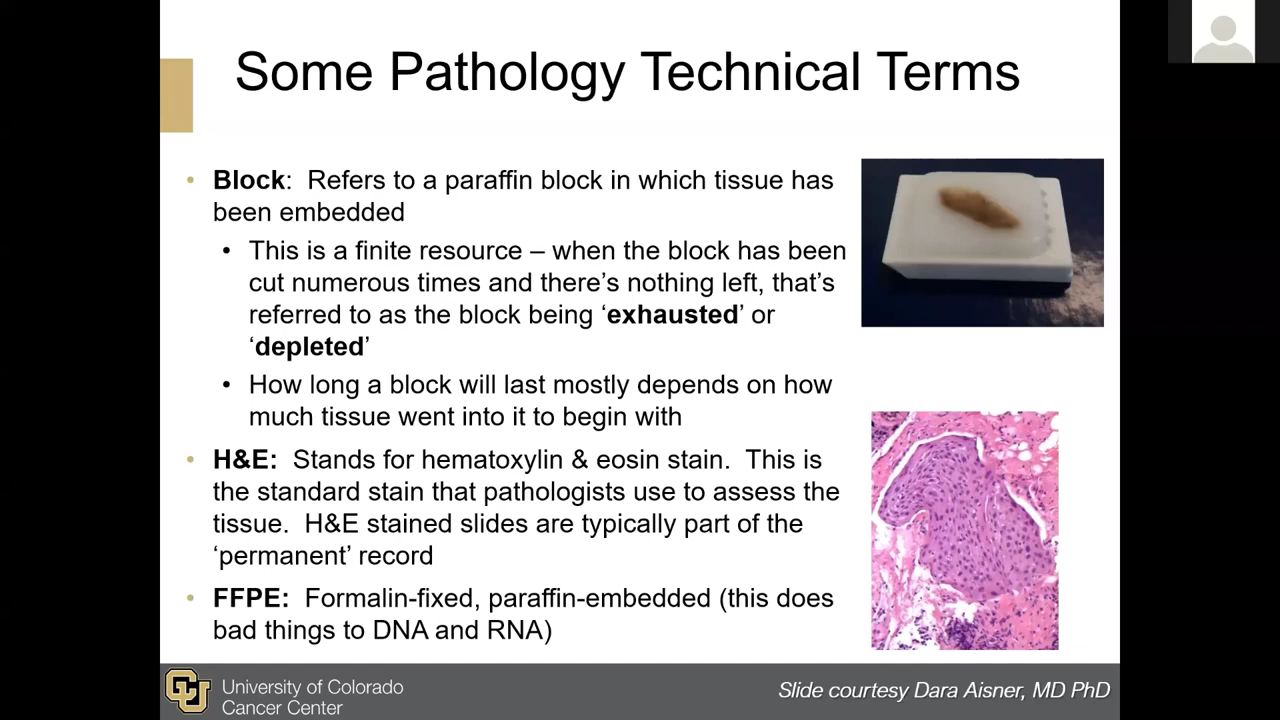 Some Pathology Technical Terms
• Block: Refers to a paraffin block in which tissue has
been embedded
• This is a finite resource – when the block has been
cut numerous times and there’s nothing left, that’s
referred to as the block being ‘exhausted’ or
‘depleted’
• How long a block will last mostly depends on how
much tissue went into it to begin with
• H&E: Stands for hematoxylin & eosin stain. This is
the standard stain that pathologists use to assess the
tissue. H&E stained slides are typically part of the
‘permanent’ record
• FFPE: Formalin-fixed, paraffin-embedded (this does
bad things to DNA and RNA)
CU
University of Colorado
Cancer Center
Slide courtesy Dara Aisner, MD PhD